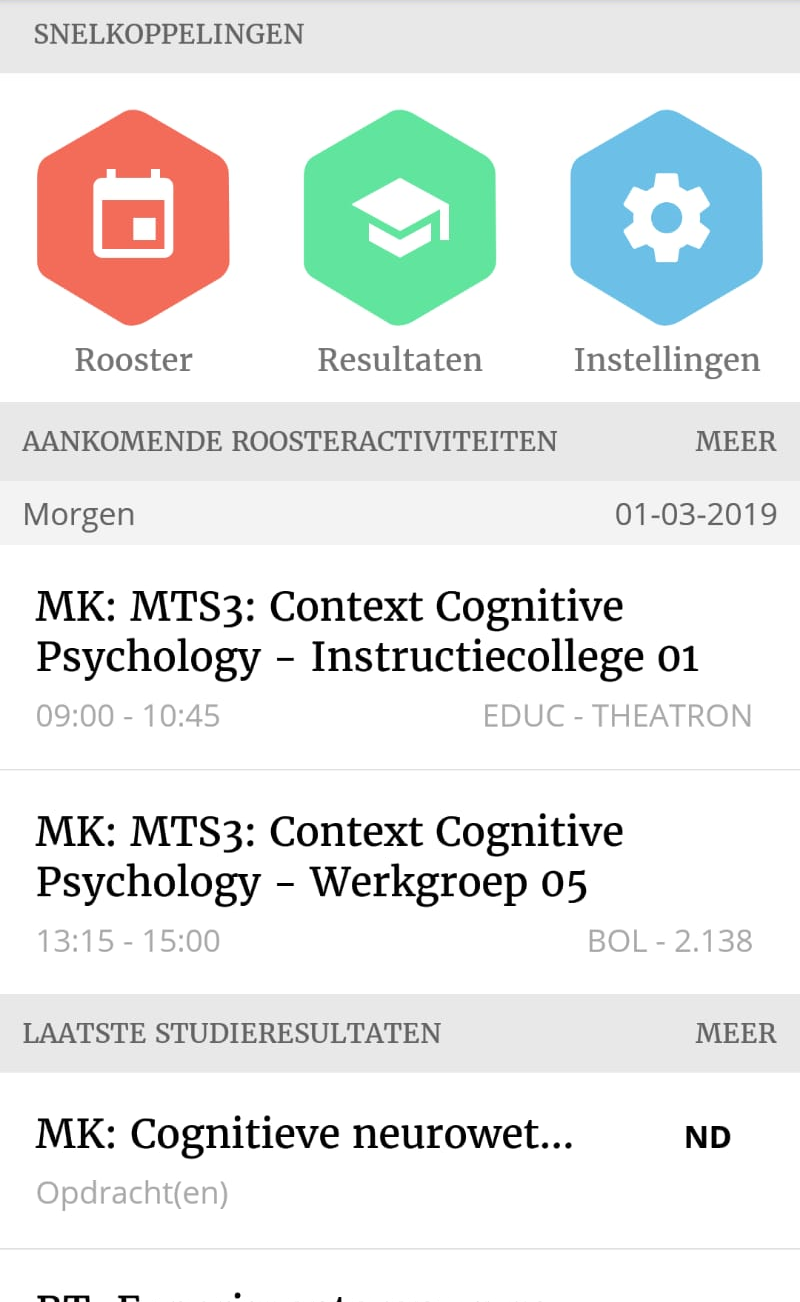 SNELKOPPELINGEN
Rooster
Resultaten
Instellingen
AANKOMENDE ROOSTERACTIVITEITEN MEER
Morgen 01-03-2019
MK: MTS3: Context Cognitive
Psychology - Instructiecollege 01
09:00 - 10:45 EDUC - THEATRON
MK: MTS3: Context Cognitive
Psychology - Werkgroep 05
13:15 - 15:00 BOL - 2.138
LAATSTE STUDIERESULTATEN MEER
MK: Cognitieve neurowet... ND
Opdracht(en)